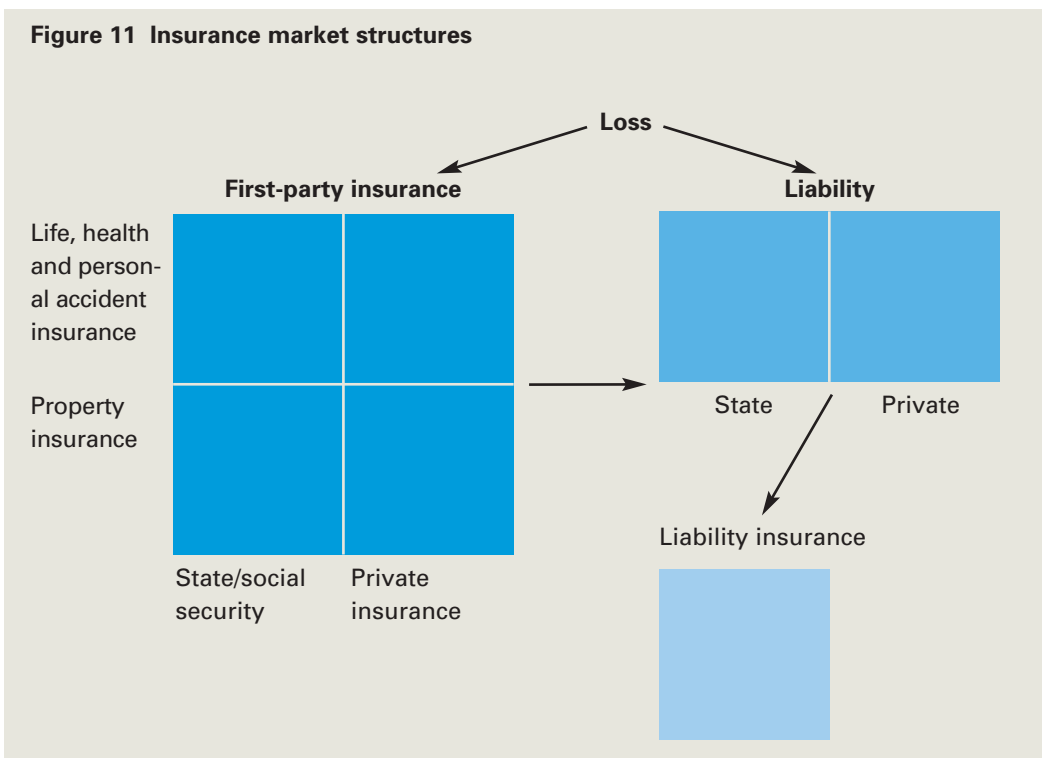 Figure 11 Insurance market structures
Loss
First-party insurance
Liability
Life, health
and person-
al accident
insurance
Property
insurance
State/social
security
Private
insurance
State
Private
Liability insurance